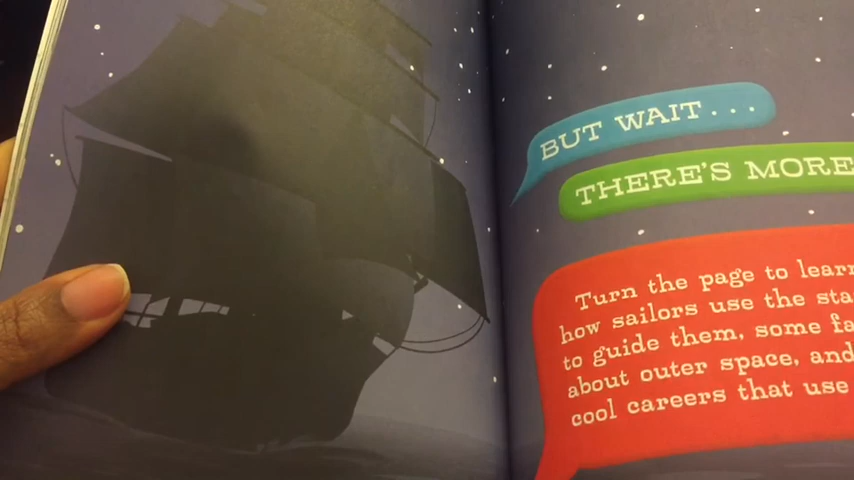 BUT WAIT...
THERE'S MORE
Turn the page to learn
how sailors use the
to guide them, some
about outer space, and
cool careers that use